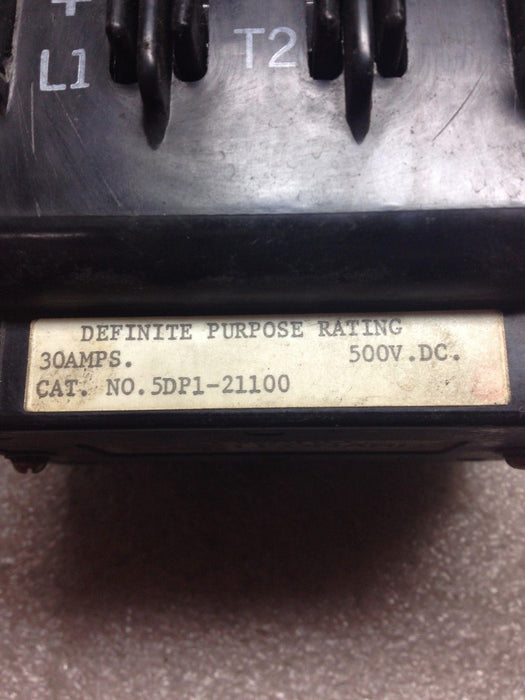 +
L1 T2
DEFINITE PURPOSE RATING
30AMPS. 500V.DC.
CAT. NO.5DP1-21100